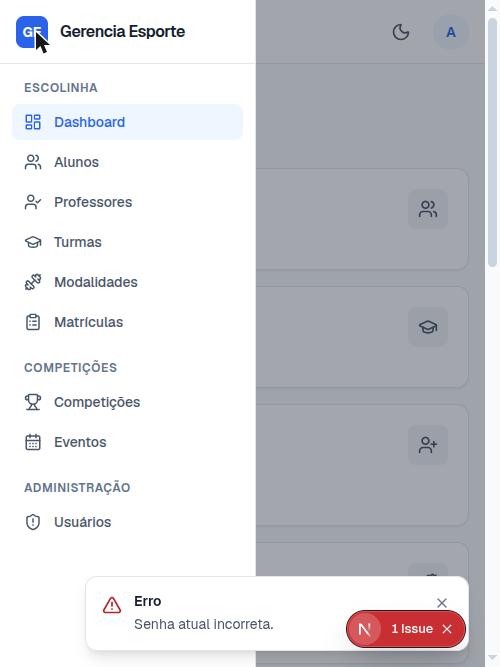 GE
Gerencia Esporte
A
ESCOLINHA
Dashboard
Alunos
Professores
Turmas
Modalidades
Matrículas
COMPETIÇÕES
Competições
Eventos
ADMINISTRAÇÃO
Usuários
Erro
Senha atual incorreta.
N
1 Issue